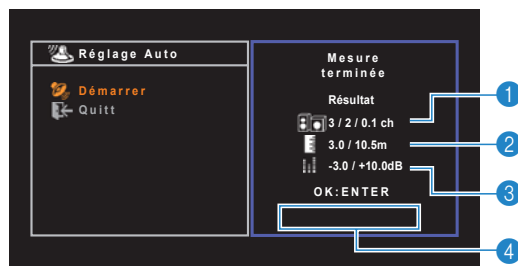 Réglage Auto
Démarrer
Quitt
Mesure
terminée
Résultat
3 / 2 / 0.1 ch
3.0 / 10.5m
-3.0 / +10.0dB
OK:ENTER
1
2
3
4